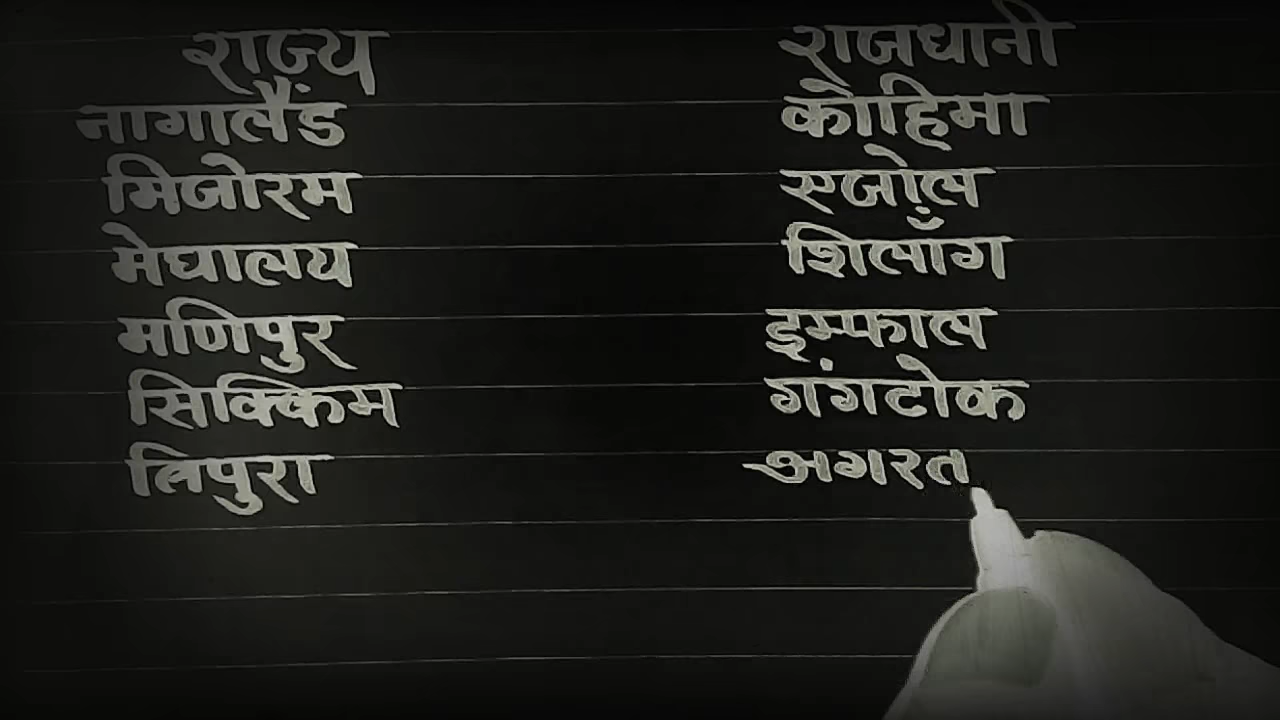 राज्य राजधानी
नागालैंड कोहिमा
मिजोरम एजोल
मेघालय शिलाँग
मणिपुर इम्फाल
सिक्किम गंगटोक
त्रिपुरा अगरत